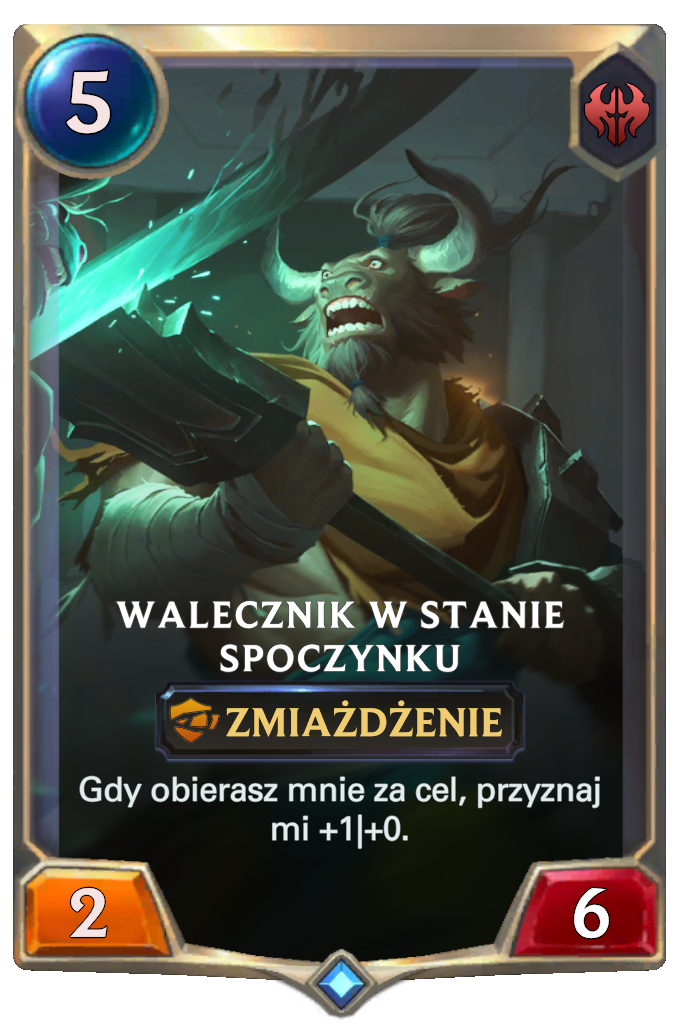 5
WALECZNIK W STANIE
SPOCZYNKU
ZMIAŻDŻENIE
Gdy obierasz mnie za cel, przyznaj
mi +1|+0.
2
6